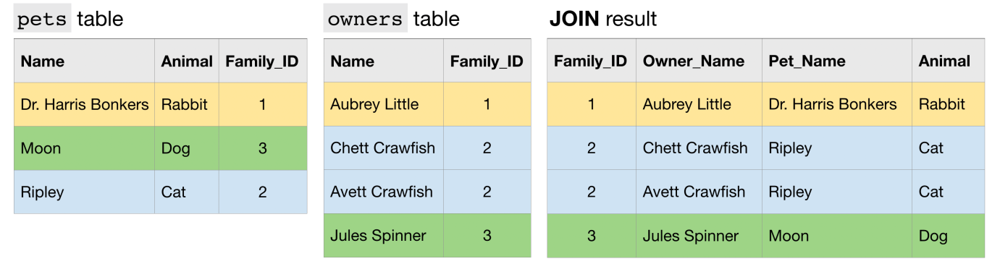 pets table
Name Animal Family_ID
Dr. Harris Bonkers Rabbit 1
Moon Dog 3
Ripley Cat 2
owners table
Name Family_ID
Aubrey Little 1
Chett Crawfish 2
Avett Crawfish 2
Jules Spinner 3
JOIN result
Family_ID Owner_Name Pet_Name Animal
1 Aubrey Little Dr. Harris Bonkers Rabbit
2 Chett Crawfish Ripley Cat
2 Avett Crawfish Ripley Cat
3 Jules Spinner Moon Dog